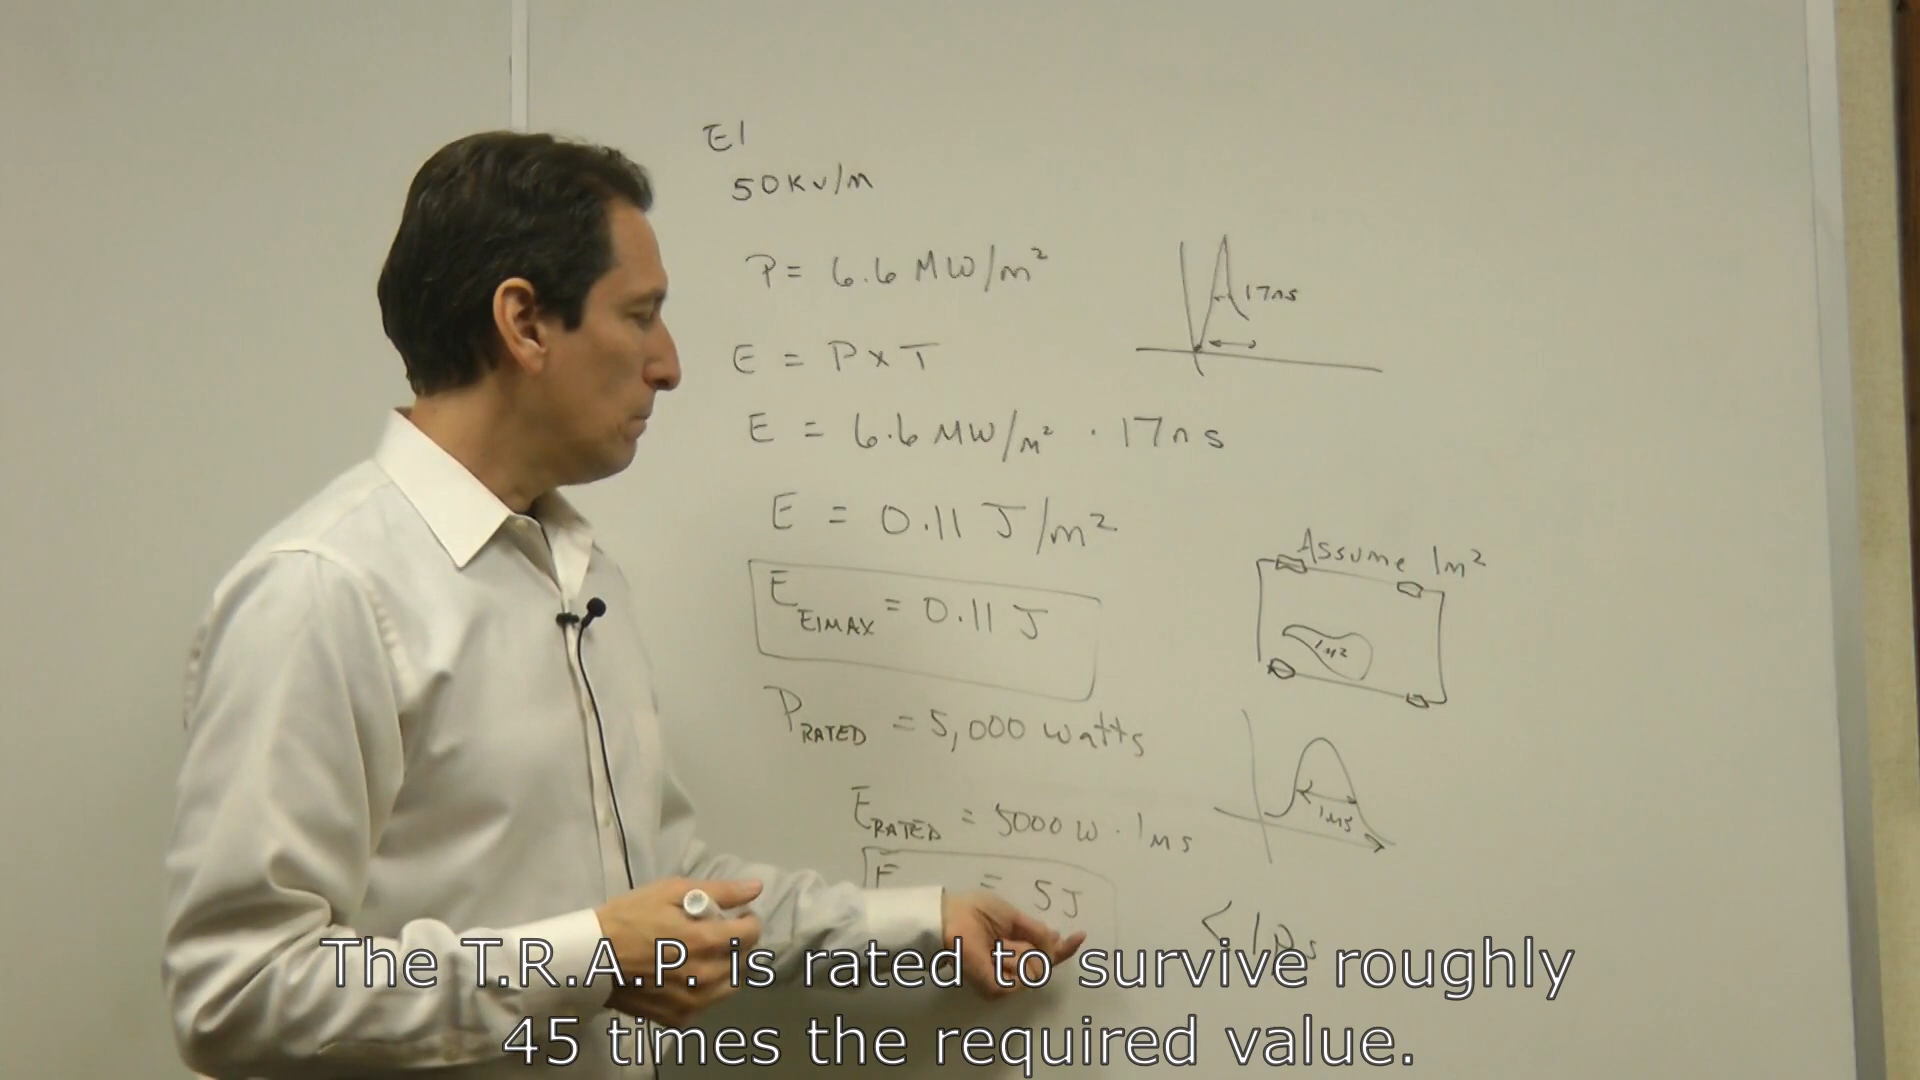 E1
50KV/M
P = 6.6 MW/m²
17ns
E = P x T
E = 6.6 MW/m² · 17ns
E = 0.11 J/m²
Assume 1m²
E E1MAX = 0.11 J
1M²
P RATED = 5,000 watts
E RATED = 5000 W · 1ms
1ms
E = 5J
< 1ps
The T.R.A.P. is rated to survive roughly
45 times the required value.